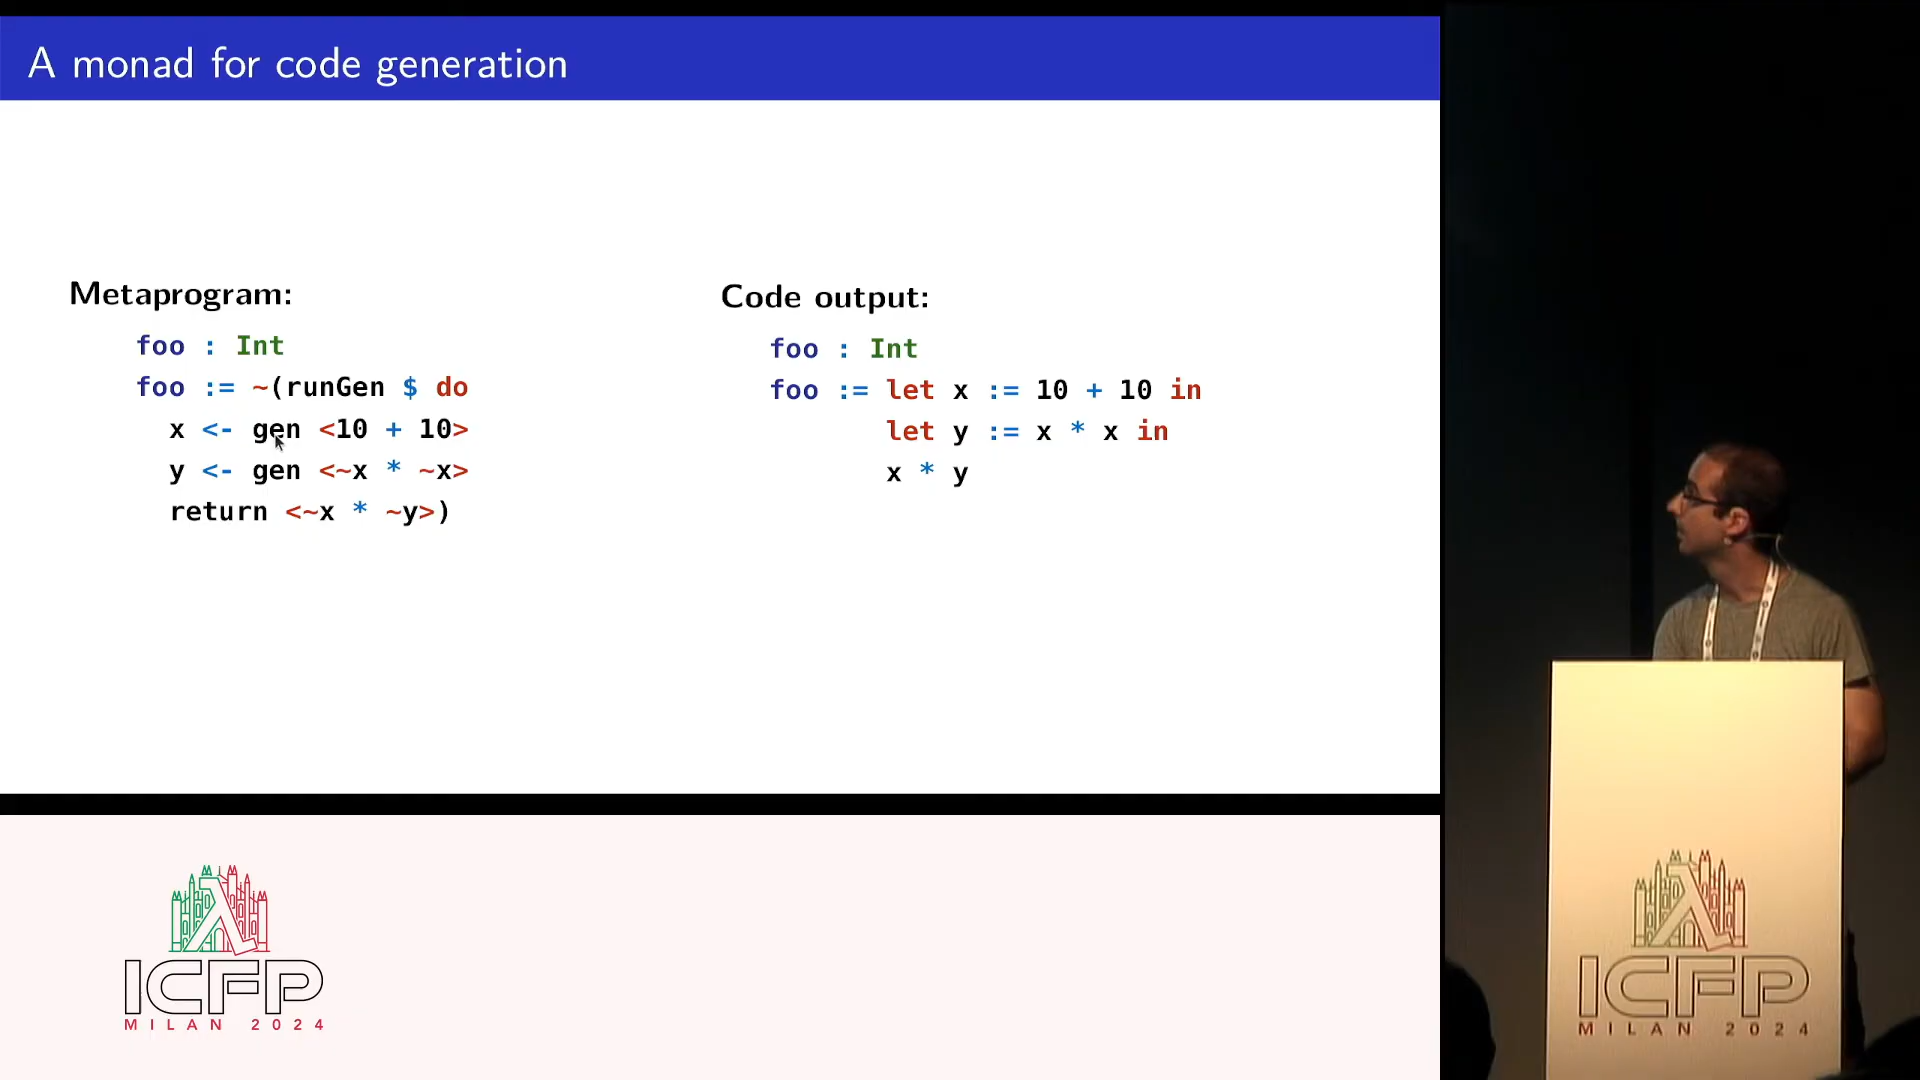 A monad for code generation
Metaprogram:
foo : Int
foo := ~(runGen $ do
x <- gen <10 + 10>
y <- gen <~x * ~x>
return <~x * ~y>)
Code output:
foo : Int
foo := let x := 10 + 10 in
let y := x * x in
x * y
ICFP
MILAN 2024
ICFP
MILAN 2024